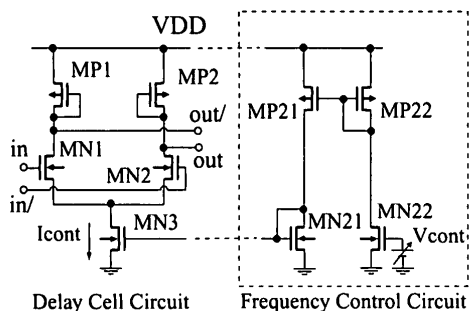 VDD
MP1
MP2
out/
out
in
MN1
MN2
in/
MN3
Icont
MP21
MP22
MN21
MN22
Vcont
Delay Cell Circuit
Frequency Control Circuit